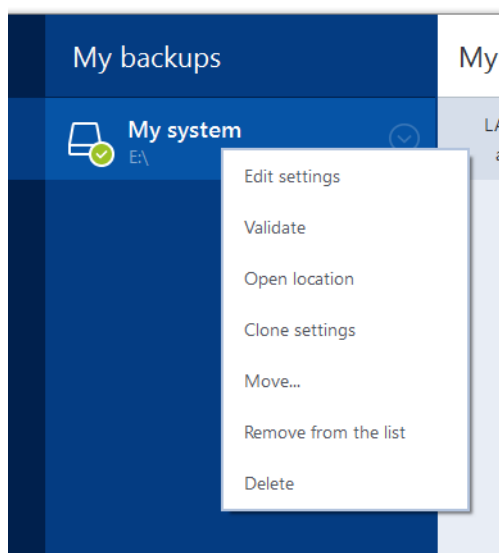 My backups
My
My system
E:\
Edit settings
Validate
Open location
Clone settings
Move...
Remove from the list
Delete